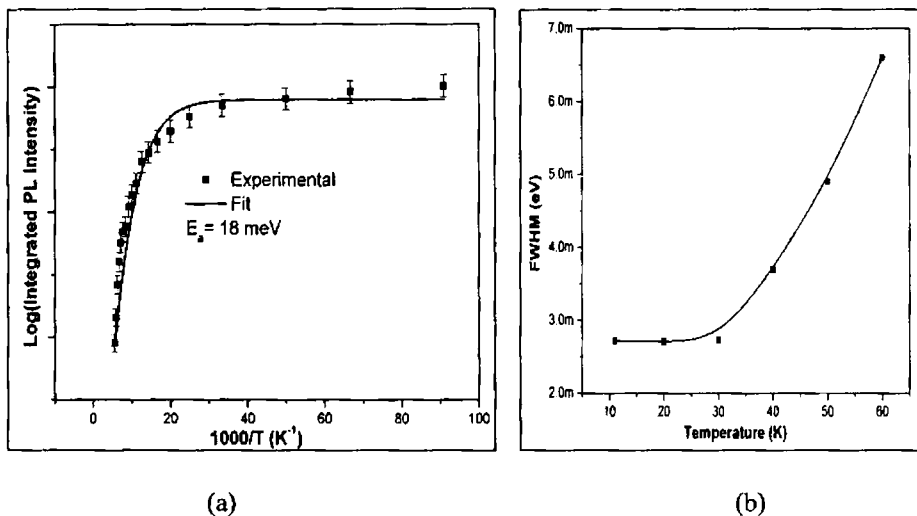 Log(Integrated PL Intensity)
Experimental
Fit
E_a = 18 meV
0 20 40 60 80 100
1000/T (K⁻¹)
(a)
7.0m
6.0m
5.0m
4.0m
3.0m
2.0m
FWHM (eV)
10 20 30 40 50 60
Temperature (K)
(b)